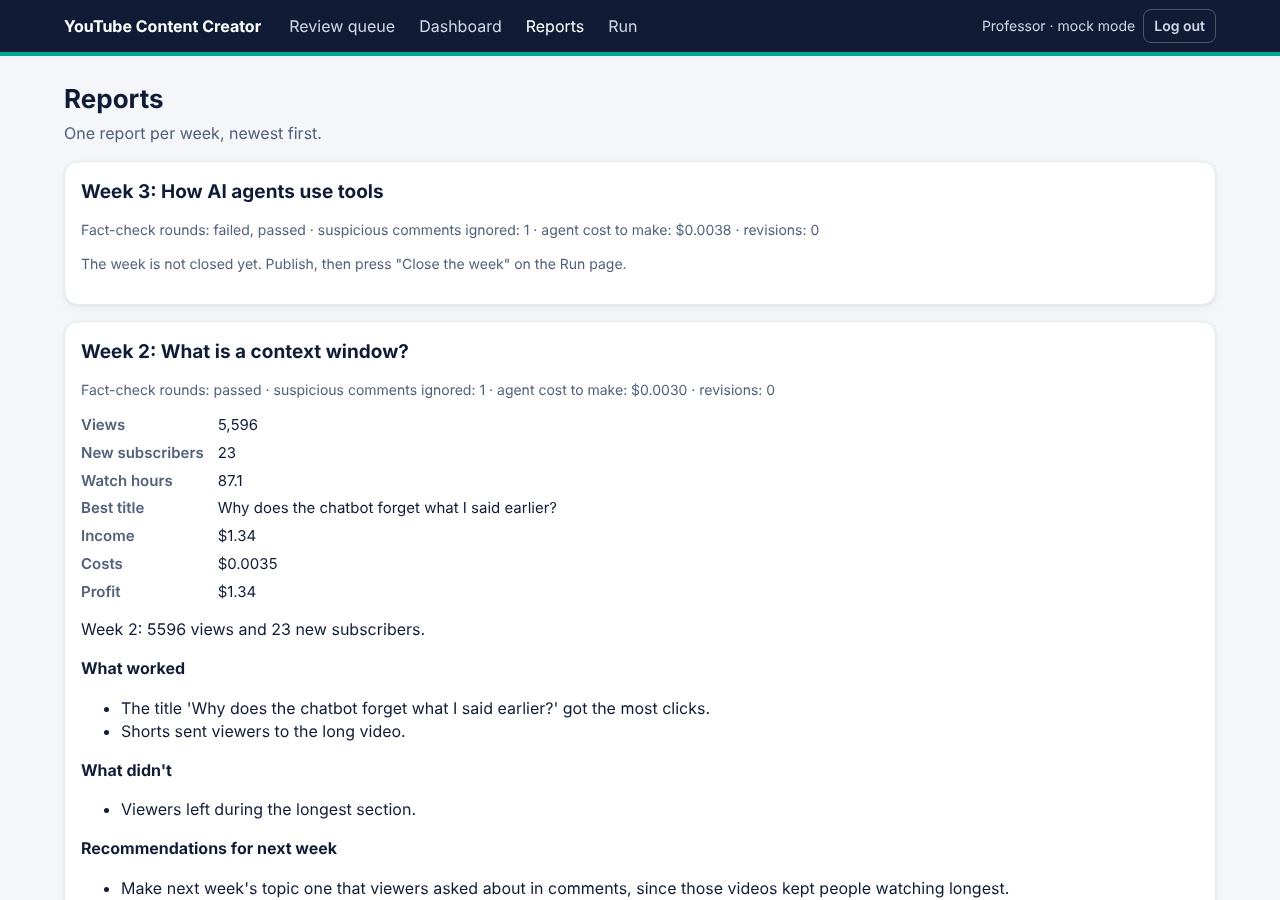 YouTube Content Creator Review queue Dashboard Reports Run Professor · mock mode Log out
Reports
One report per week, newest first.
Week 3: How AI agents use tools
Fact-check rounds: failed, passed · suspicious comments ignored: 1 · agent cost to make: $0.0038 · revisions: 0
The week is not closed yet. Publish, then press "Close the week" on the Run page.
Week 2: What is a context window?
Fact-check rounds: passed · suspicious comments ignored: 1 · agent cost to make: $0.0030 · revisions: 0
Views 5,596
New subscribers 23
Watch hours 87.1
Best title Why does the chatbot forget what I said earlier?
Income $1.34
Costs $0.0035
Profit $1.34
Week 2: 5596 views and 23 new subscribers.
What worked
• The title 'Why does the chatbot forget what I said earlier?' got the most clicks.
• Shorts sent viewers to the long video.
What didn't
• Viewers left during the longest section.
Recommendations for next week
• Make next week's topic one that viewers asked about in comments, since those videos kept people watching longest.